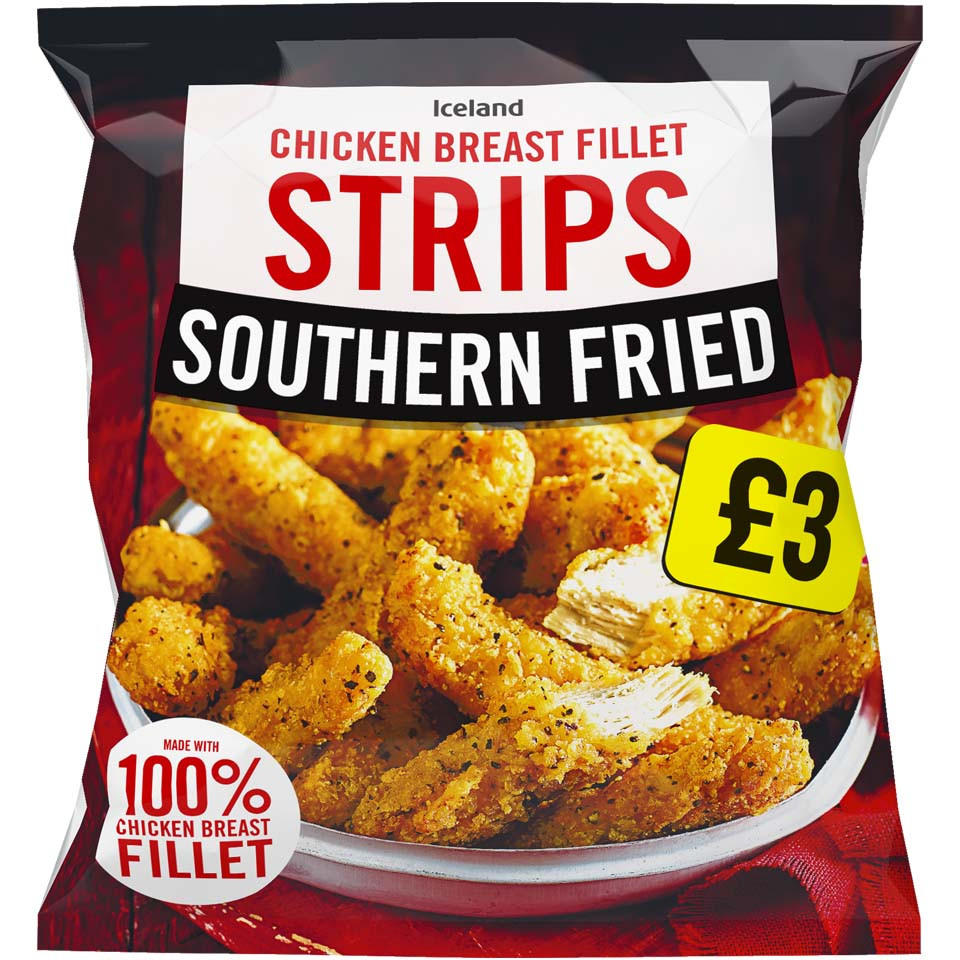 Iceland
CHICKEN BREAST FILLET
STRIPS
SOUTHERN FRIED
£3
MADE WITH
100%
CHICKEN BREAST
FILLET